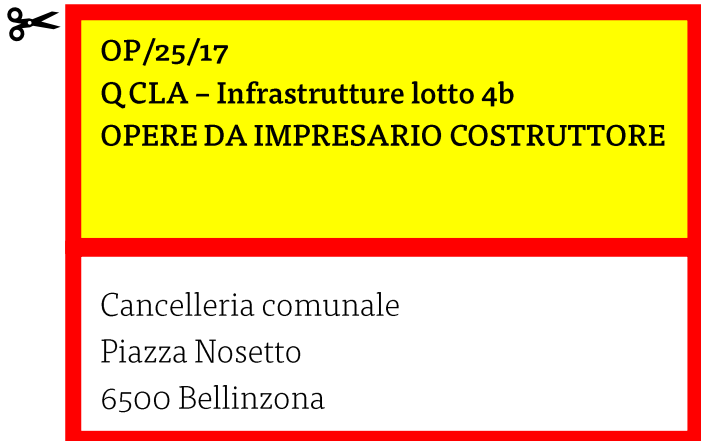 OP/25/17
Q CLA – Infrastrutture lotto 4b
OPERE DA IMPRESARIO COSTRUTTORE
Cancelleria comunale
Piazza Nosetto
6500 Bellinzona